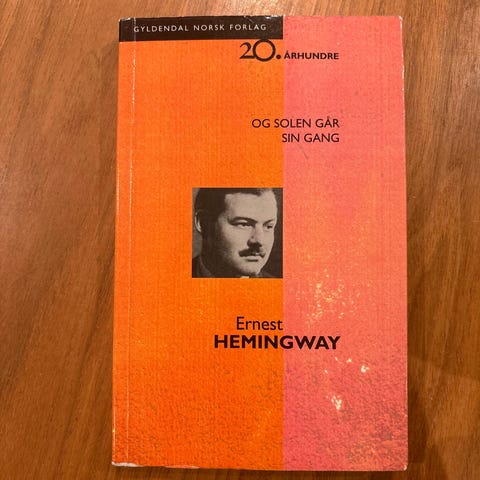 GYLDENDAL NORSK FORLAG
20. ÅRHUNDRE
OG SOLEN GÅR
SIN GANG
Ernest
HEMINGWAY